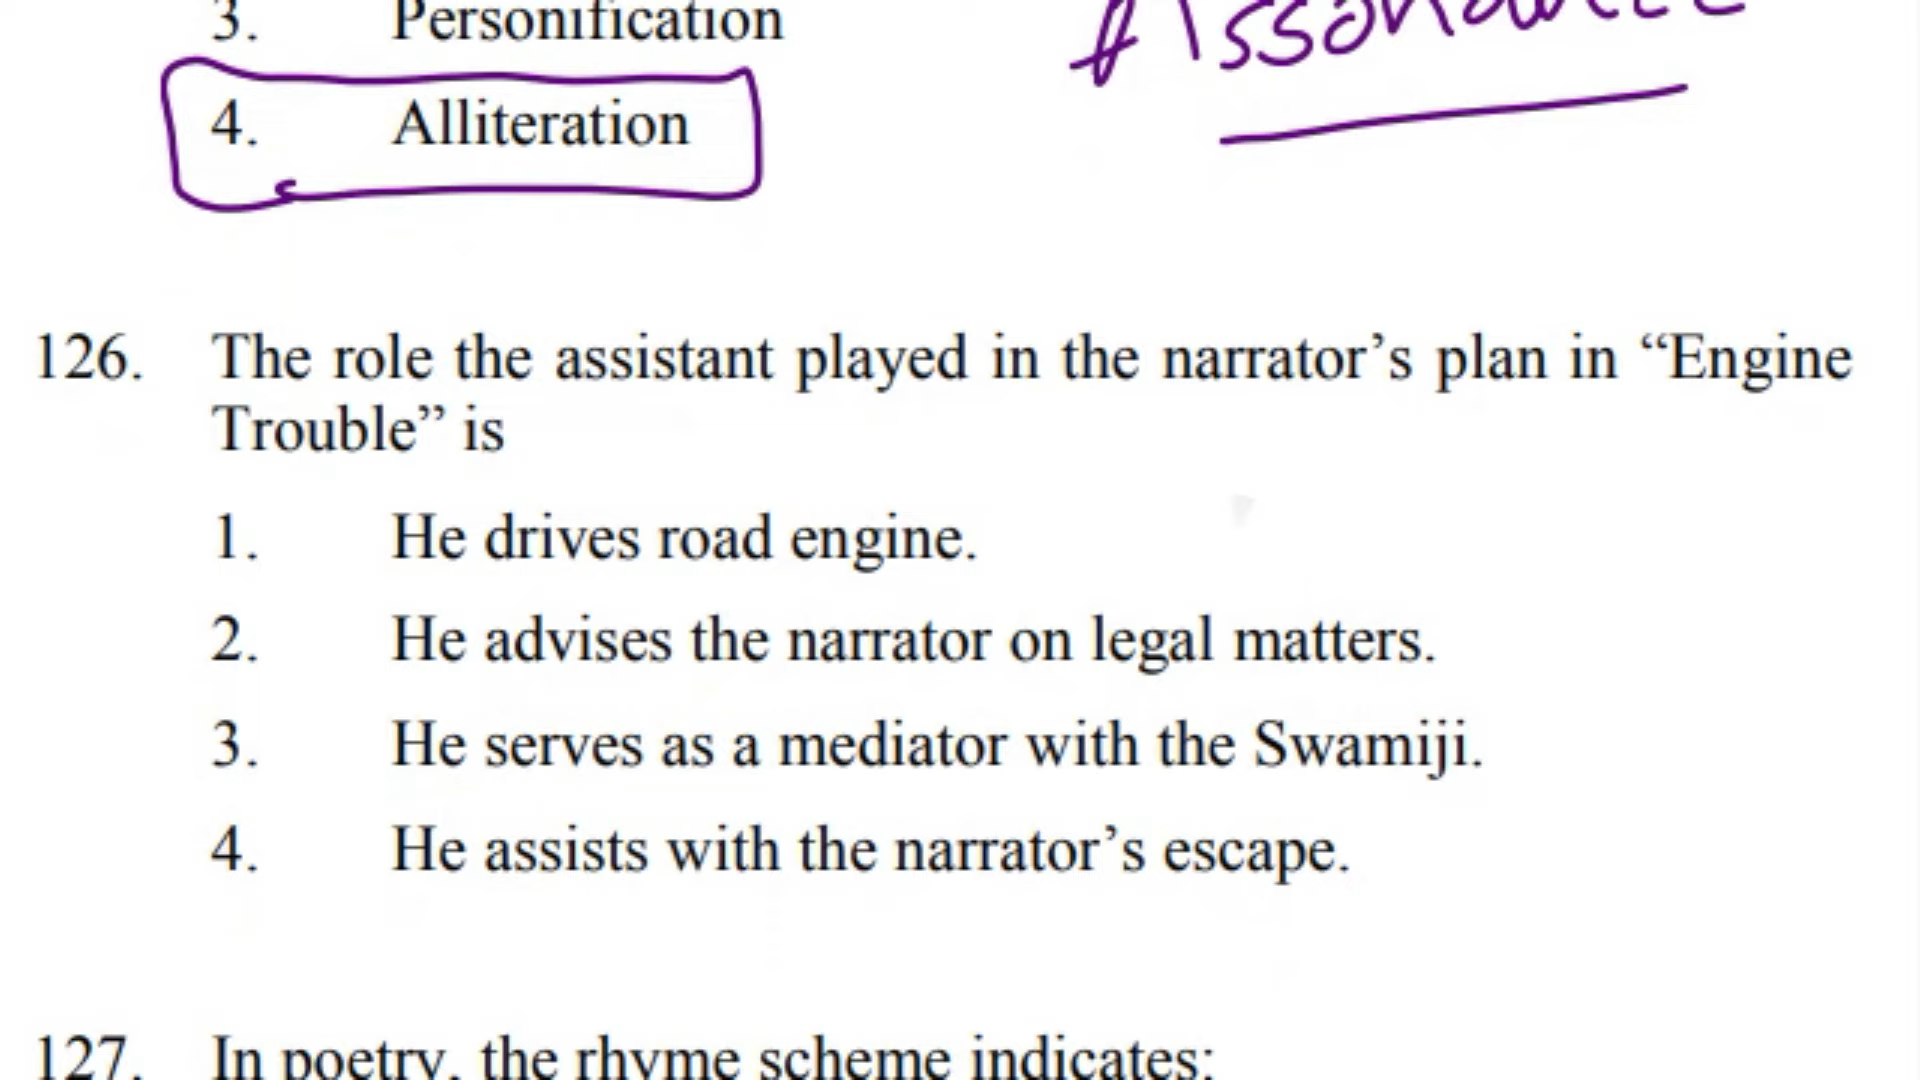 3. Personification
Assonance
4. Alliteration
126. The role the assistant played in the narrator’s plan in “Engine
Trouble” is
1. He drives road engine.
2. He advises the narrator on legal matters.
3. He serves as a mediator with the Swamiji.
4. He assists with the narrator’s escape.
127. In poetry, the rhyme scheme indicates: